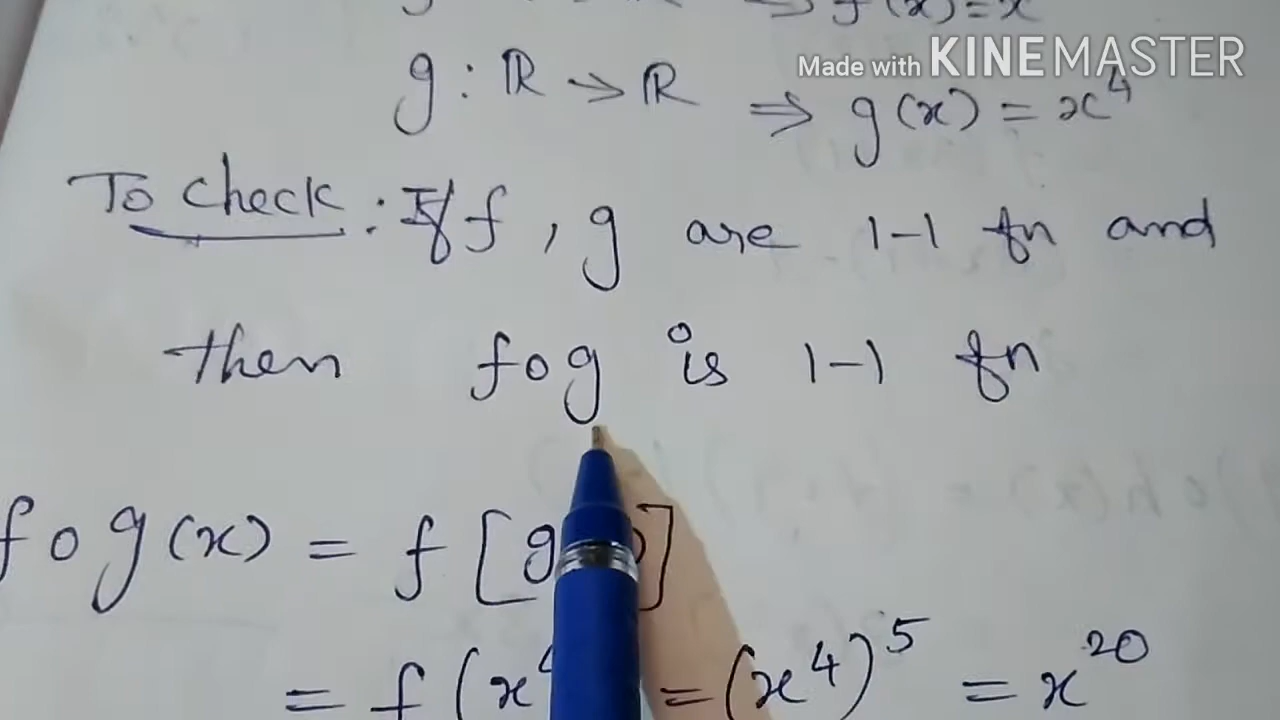 f(x)=x
Made with KINEMASTER
g : ℝ → ℝ ⇒ g(x) = x⁴
To check : If f , g are 1-1 fn and
then fog is 1-1 fn
fog(x) = f[g
= f(x⁴ = (x⁴)⁵ = x²⁰